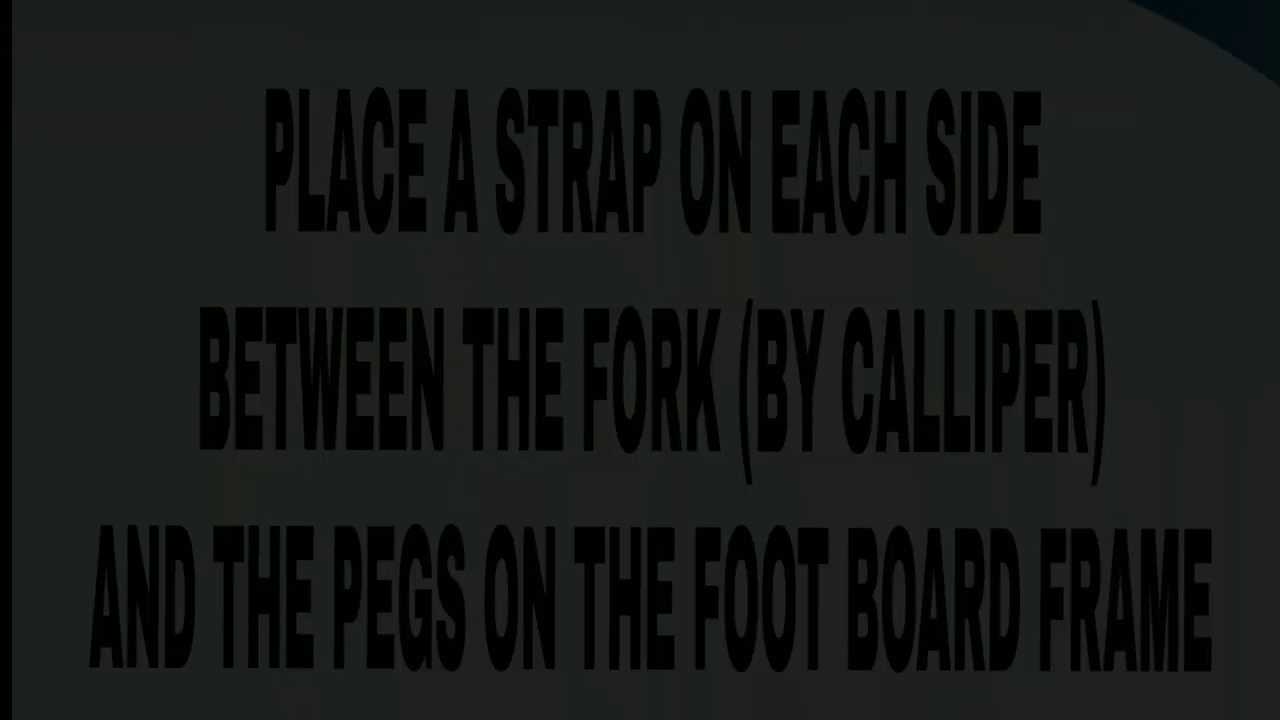 PLACE A STRAP ON EACH SIDE
BETWEEN THE FORK (BY CALLIPER)
AND THE PEGS ON THE FOOT BOARD FRAME